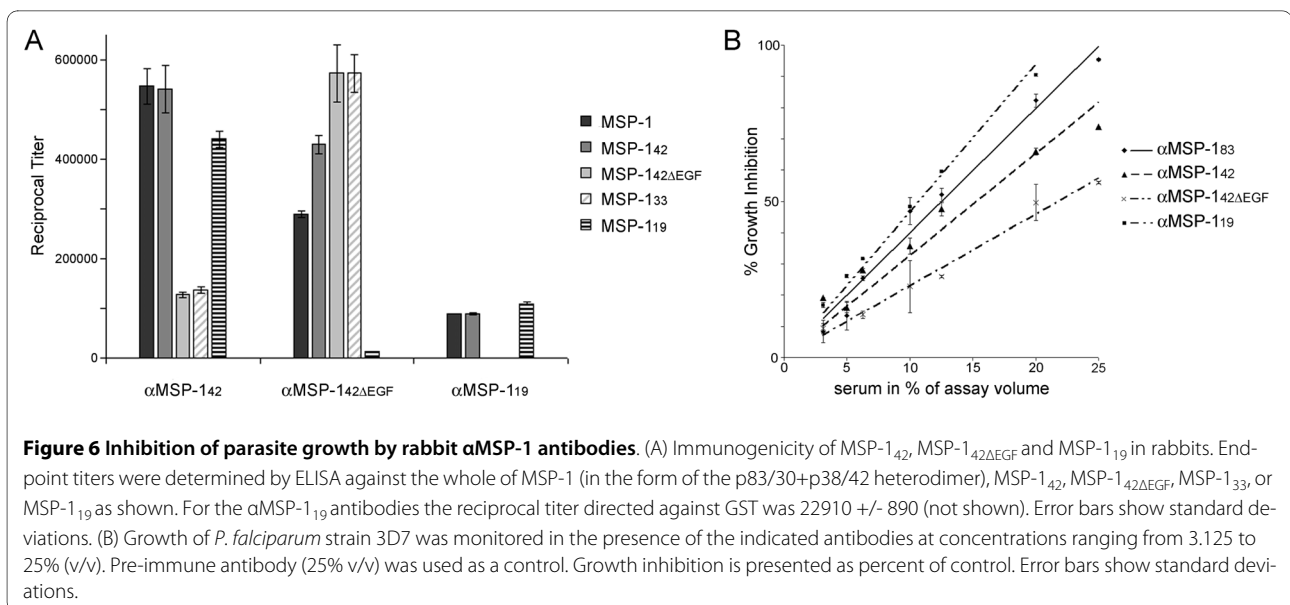 A
600000
400000
200000
0
Reciprocal Titer
αMSP-142
αMSP-142ΔEGF
αMSP-119
MSP-1
MSP-142
MSP-142ΔEGF
MSP-133
MSP-119
B
100
50
0
% Growth Inhibition
0 5 10 15 20 25
serum in % of assay volume
αMSP-183
αMSP-142
αMSP-142ΔEGF
αMSP-119
Figure 6 Inhibition of parasite growth by rabbit αMSP-1 antibodies. (A) Immunogenicity of MSP-142, MSP-142ΔEGF and MSP-119 in rabbits. End-
point titers were determined by ELISA against the whole of MSP-1 (in the form of the p83/30+p38/42 heterodimer), MSP-142, MSP-142ΔEGF, MSP-133, or
MSP-119 as shown. For the αMSP-119 antibodies the reciprocal titer directed against GST was 22910 +/- 890 (not shown). Error bars show standard de-
viations. (B) Growth of P. falciparum strain 3D7 was monitored in the presence of the indicated antibodies at concentrations ranging from 3.125 to
25% (v/v). Pre-immune antibody (25% v/v) was used as a control. Growth inhibition is presented as percent of control. Error bars show standard devi-
ations.